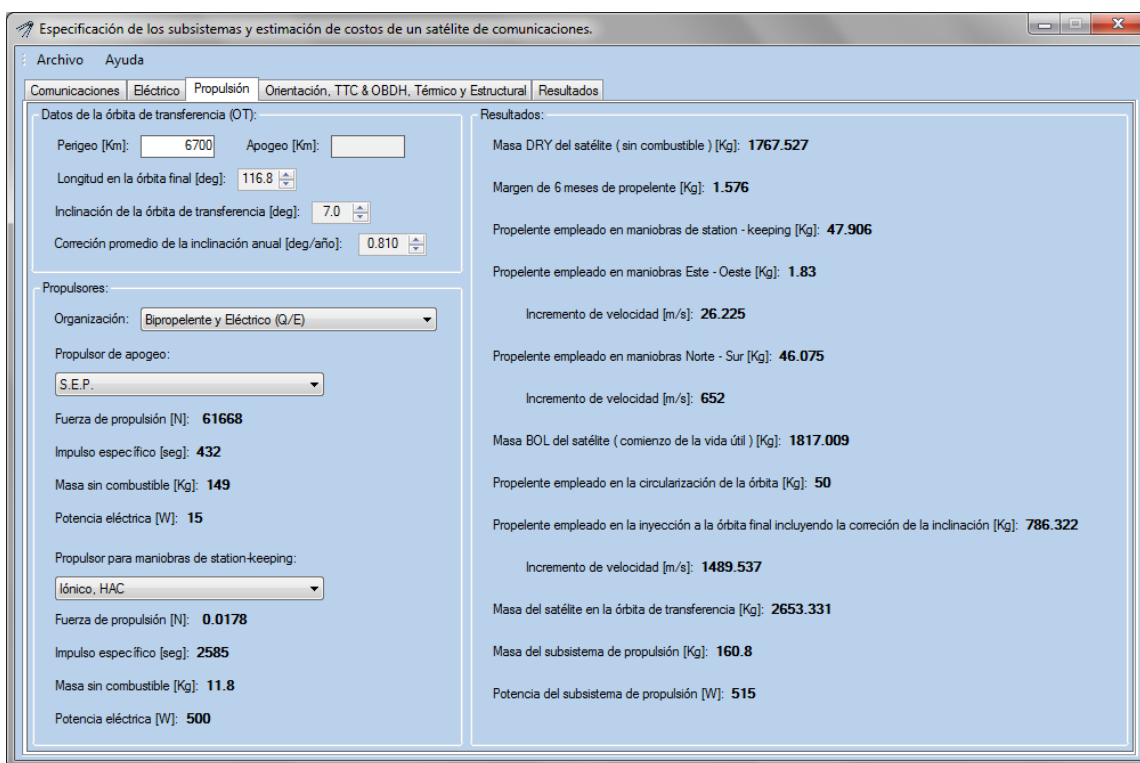 Especificación de los subsistemas y estimación de costos de un satélite de comunicaciones.
Archivo Ayuda
Comunicaciones Eléctrico Propulsión Orientación, TTC & OBDH, Térmico y Estructural Resultados
Datos de la órbita de transferencia (OT):
Perigeo [Km]: 6700 Apogeo [Km]:
Longitud en la órbita final [deg]: 116.8
Inclinación de la órbita de transferencia [deg]: 7.0
Correción promedio de la inclinación anual [deg/año]: 0.810
Propulsores:
Organización: Bipropelente y Eléctrico (Q/E)
Propulsor de apogeo:
S.E.P.
Fuerza de propulsión [N]: 61668
Impulso específico [seg]: 432
Masa sin combustible [Kg]: 149
Potencia eléctrica [W]: 15
Propulsor para maniobras de station-keeping:
Iónico, HAC
Fuerza de propulsión [N]: 0.0178
Impulso específico [seg]: 2585
Masa sin combustible [Kg]: 11.8
Potencia eléctrica [W]: 500
Resultados:
Masa DRY del satélite ( sin combustible ) [Kg]: 1767.527
Margen de 6 meses de propelente [Kg]: 1.576
Propelente empleado en maniobras de station - keeping [Kg]: 47.906
Propelente empleado en maniobras Este - Oeste [Kg]: 1.83
Incremento de velocidad [m/s]: 26.225
Propelente empleado en maniobras Norte - Sur [Kg]: 46.075
Incremento de velocidad [m/s]: 652
Masa BOL del satélite ( comienzo de la vida útil ) [Kg]: 1817.009
Propelente empleado en la circularización de la órbita [Kg]: 50
Propelente empleado en la inyección a la órbita final incluyendo la correción de la inclinación [Kg]: 786.322
Incremento de velocidad [m/s]: 1489.537
Masa del satélite en la órbita de transferencia [Kg]: 2653.331
Masa del subsistema de propulsión [Kg]: 160.8
Potencia del subsistema de propulsión [W]: 515